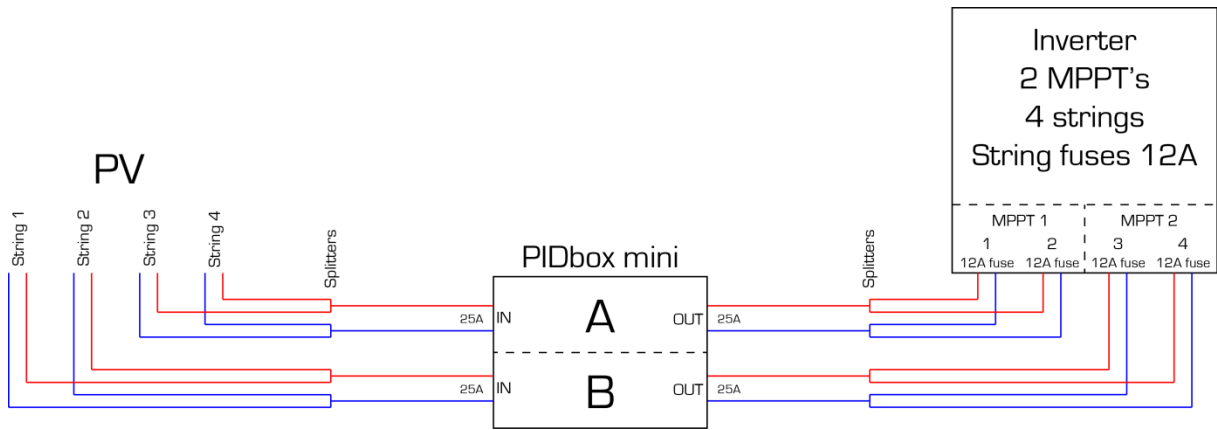 Inverter
2 MPPT's
4 strings
String fuses 12A
MPPT 1
MPPT 2
1
2
3
4
12A fuse
12A fuse
12A fuse
12A fuse
PV
String 1
String 2
String 3
String 4
Splitters
PIDbox mini
Splitters
25A
IN
A
OUT
25A
25A
IN
B
OUT
25A